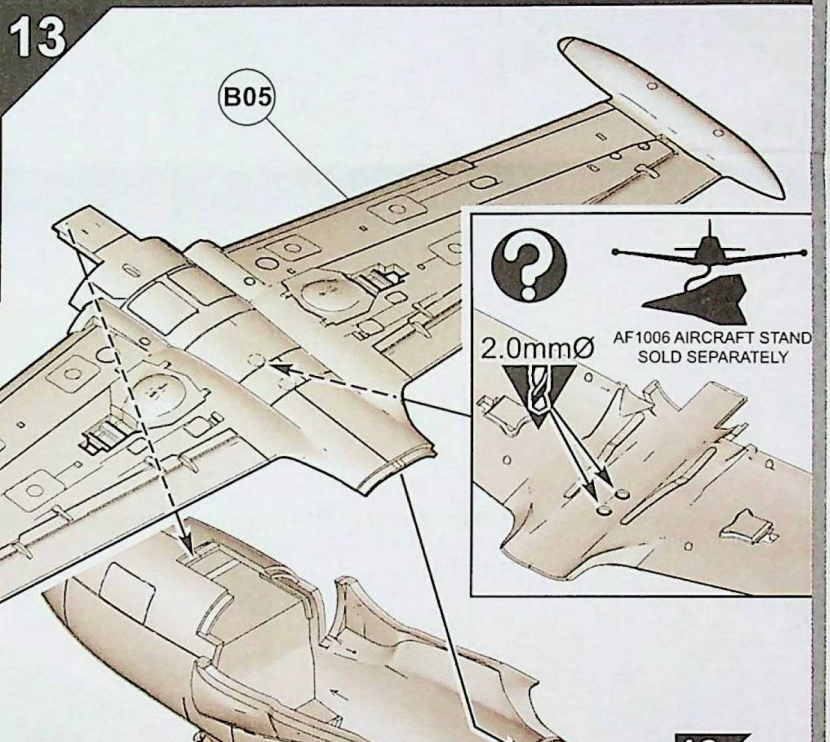 13
B05
?
AF1006 AIRCRAFT STAND
SOLD SEPARATELY
2.0mmØ